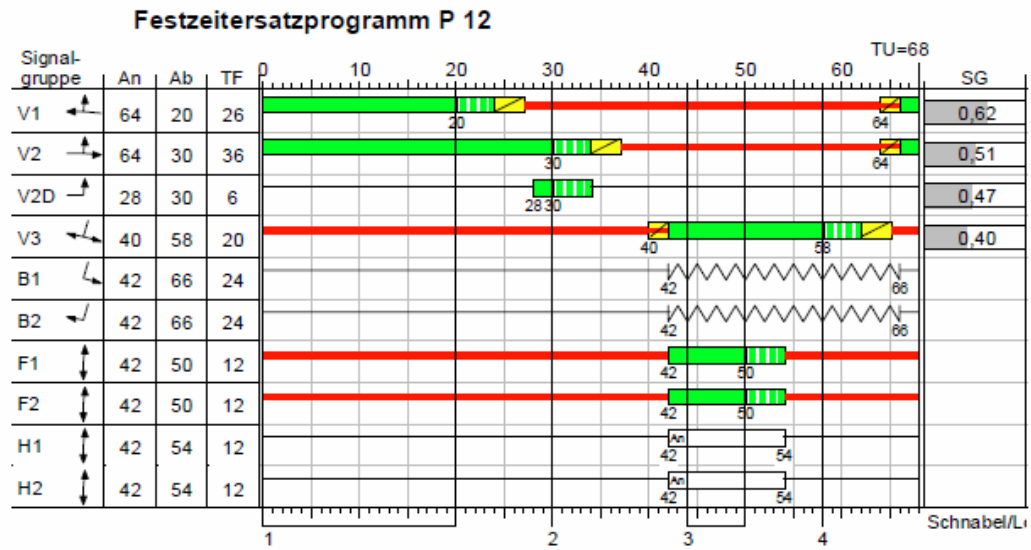 Festzeitersatzprogramm P 12
TU=68
Signal-
gruppe An Ab TF 0 10 20 30 40 50 60 SG
V1 64 20 26 20 64 0,62
V2 64 30 36 30 64 0,51
V2D 28 30 6 28 30 0,47
V3 40 58 20 40 58 0,40
B1 42 66 24 42 66
B2 42 66 24 42 66
F1 42 50 12 42 50
F2 42 50 12 42 50
H1 42 54 12 An 42 54
H2 42 54 12 An 42 54
Schnabel/L
1 2 3 4